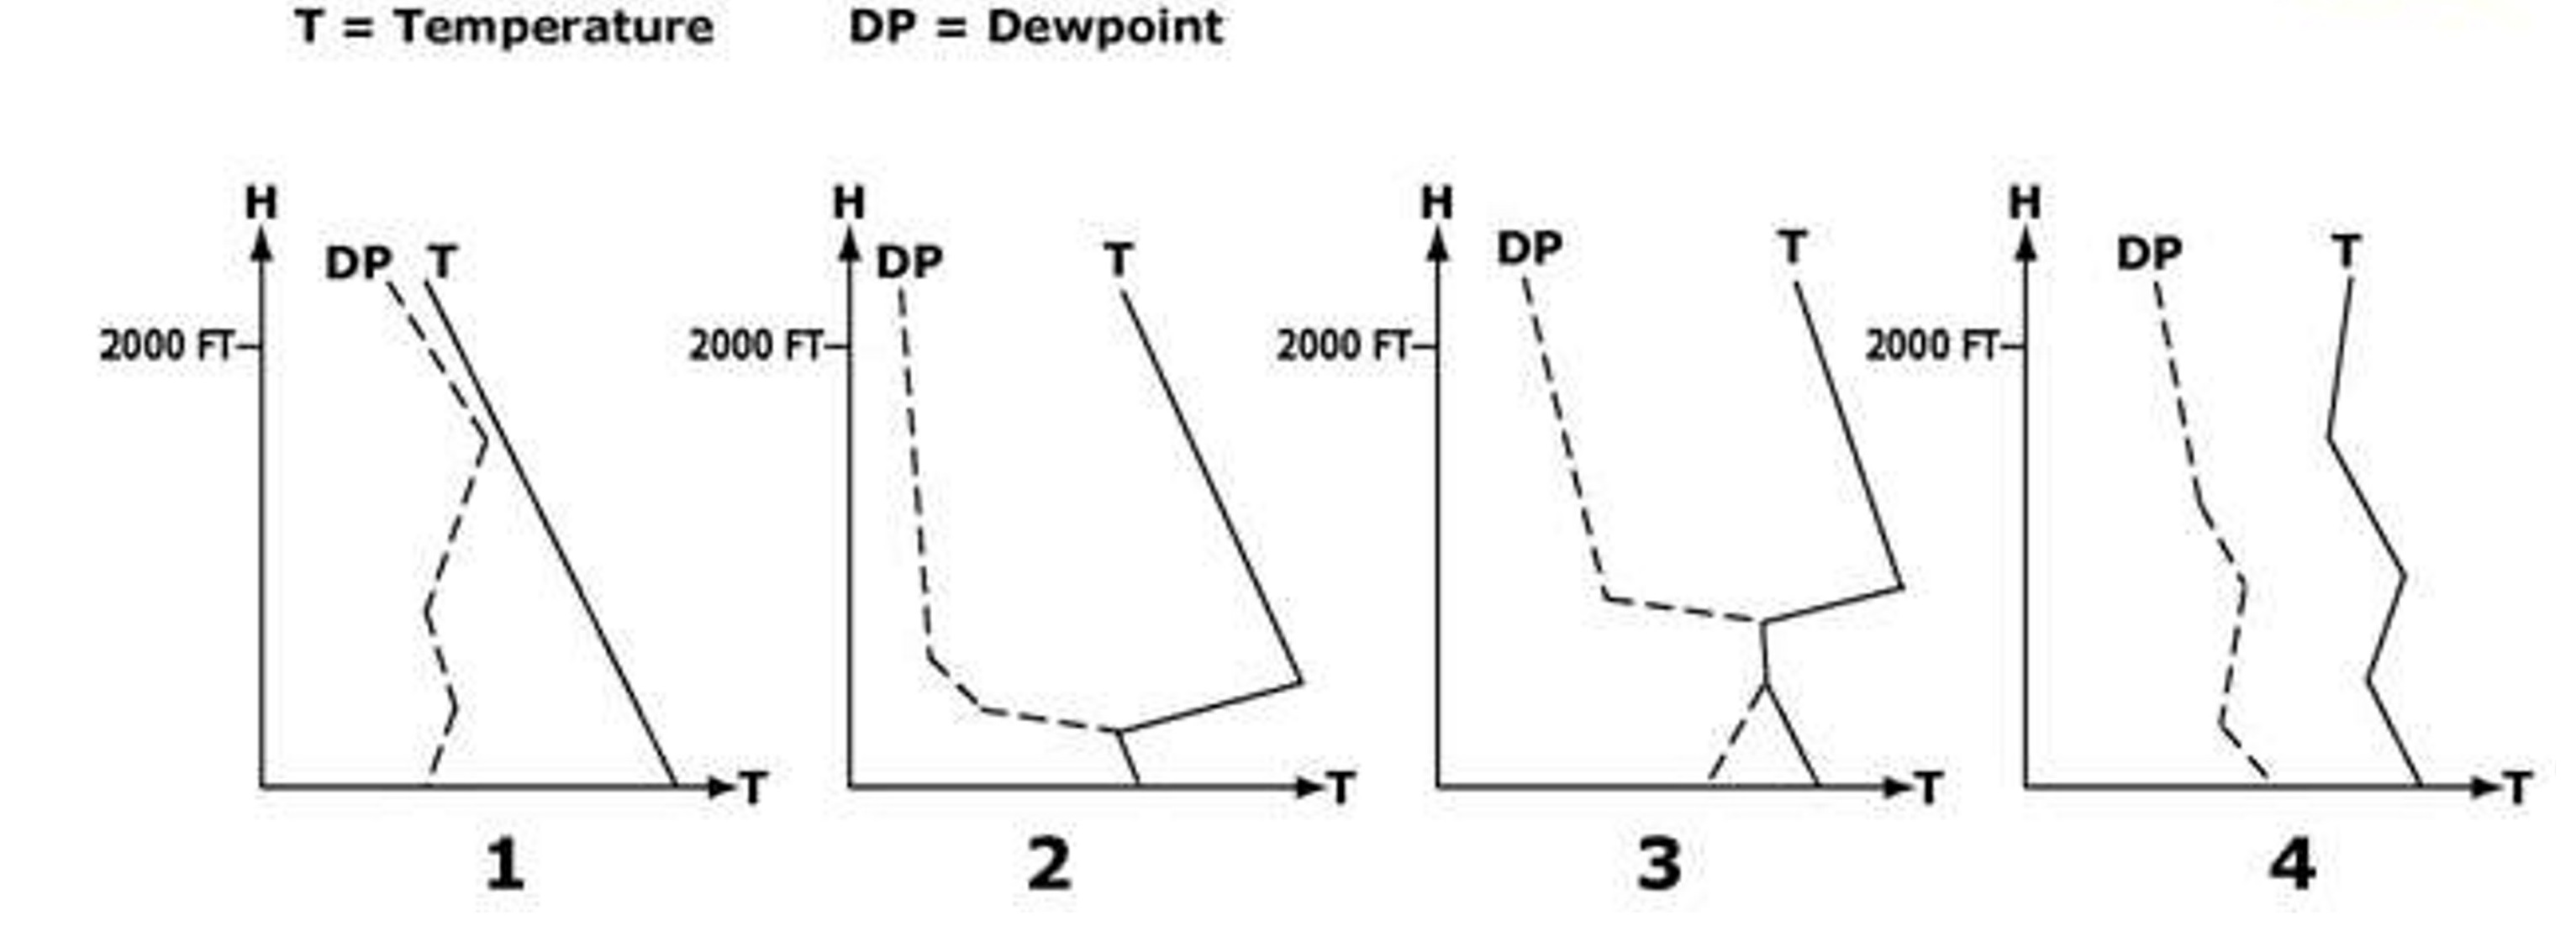 T = Temperature DP = Dewpoint
H H H H
DP T DP T DP T DP T
2000 FT 2000 FT 2000 FT 2000 FT
T T T T
1 2 3 4